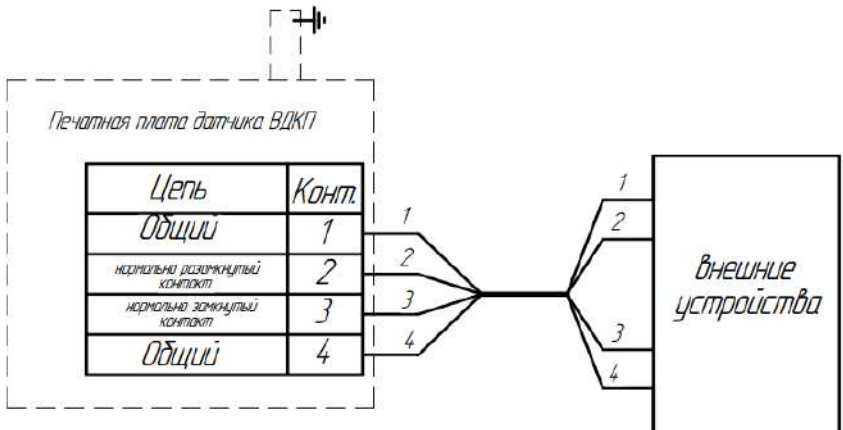 Печатная плата датчика ВДКП
Цепь Конт.
Общий 1
нормально разомкнутый контакт 2
нормально замкнутый контакт 3
Общий 4
1
2
3
4
1
2
3
4
Внешние
устройства